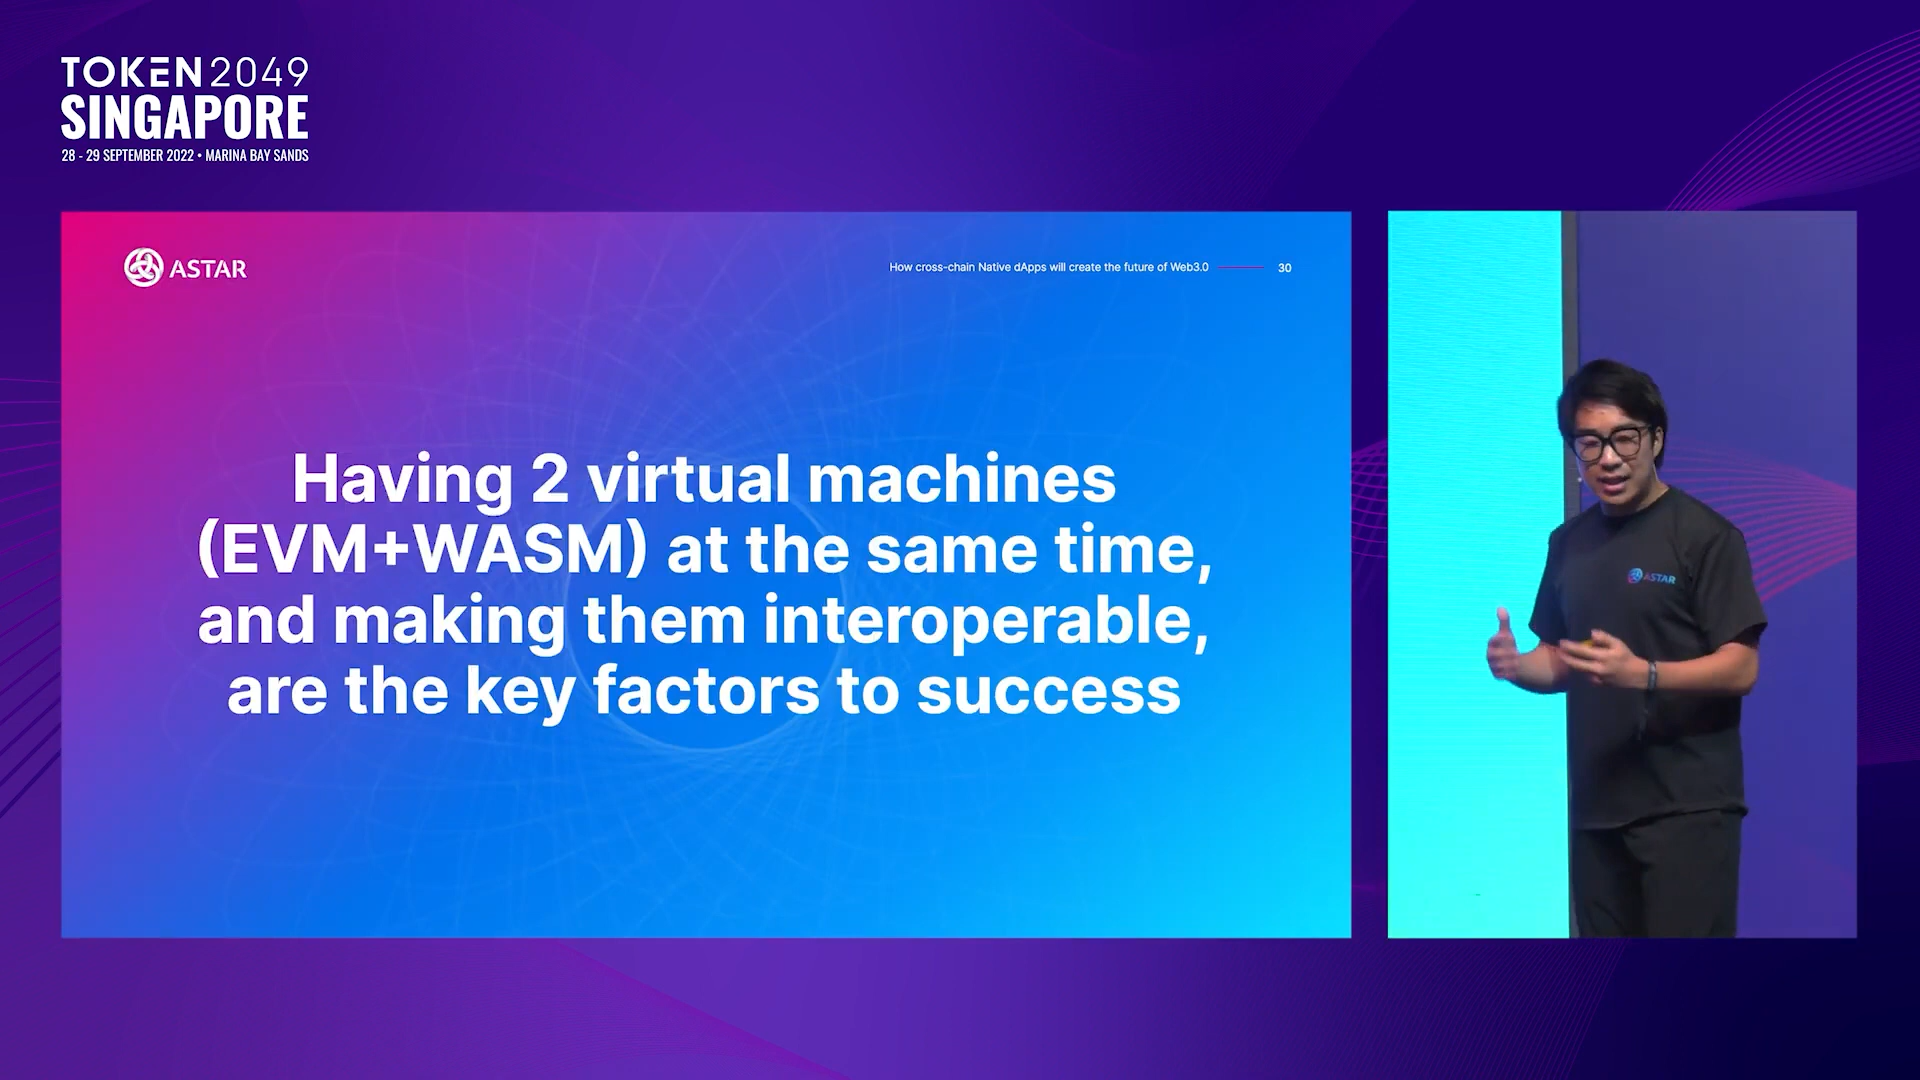 TOKEN2049
SINGAPORE
28 - 29 SEPTEMBER 2022 • MARINA BAY SANDS
ASTAR
How cross-chain Native dApps will create the future of Web3.0
30
Having 2 virtual machines
(EVM+WASM) at the same time,
and making them interoperable,
are the key factors to success
ASTAR